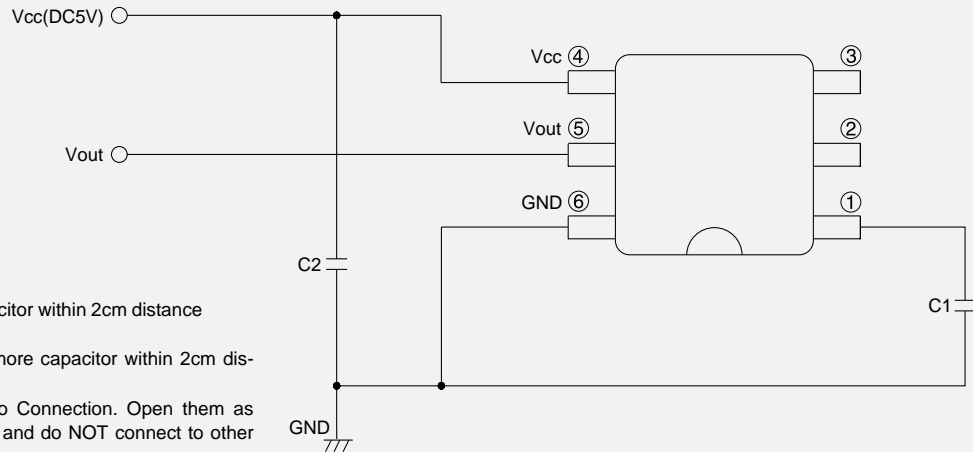 Vcc(DC5V)
Vcc ④
③
Vout ⑤
②
Vout
GND ⑥
①
C2
C1
citor within 2cm distance
more capacitor within 2cm dis-
o Connection. Open them as
and do NOT connect to other
GND